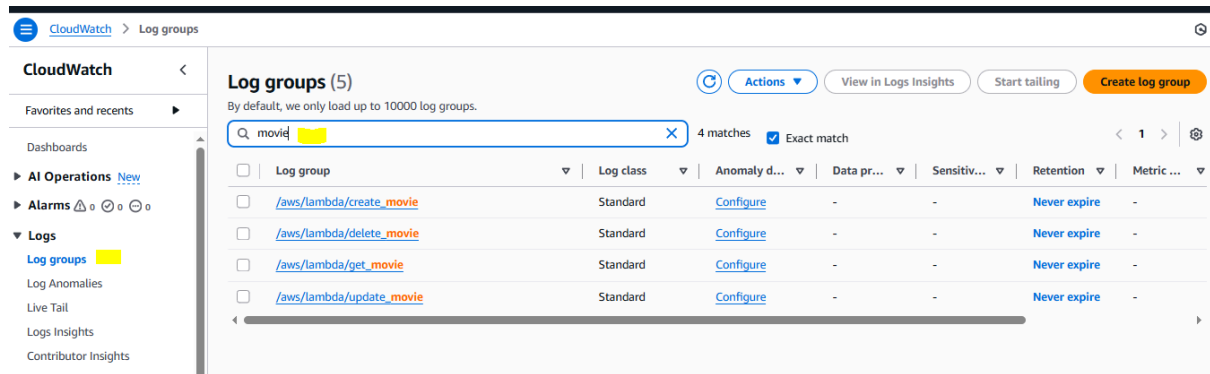 CloudWatch > Log groups
CloudWatch
Favorites and recents
Dashboards
AI Operations New
Alarms 0 0 0
Logs
Log groups
Log Anomalies
Live Tail
Logs Insights
Contributor Insights
Log groups (5)
Actions View in Logs Insights Start tailing Create log group
By default, we only load up to 10000 log groups.
movie 4 matches Exact match 1
Log group Log class Anomaly d... Data pr... Sensitiv... Retention Metric ...
/aws/lambda/create_movie Standard Configure - - Never expire -
/aws/lambda/delete_movie Standard Configure - - Never expire -
/aws/lambda/get_movie Standard Configure - - Never expire -
/aws/lambda/update_movie Standard Configure - - Never expire -